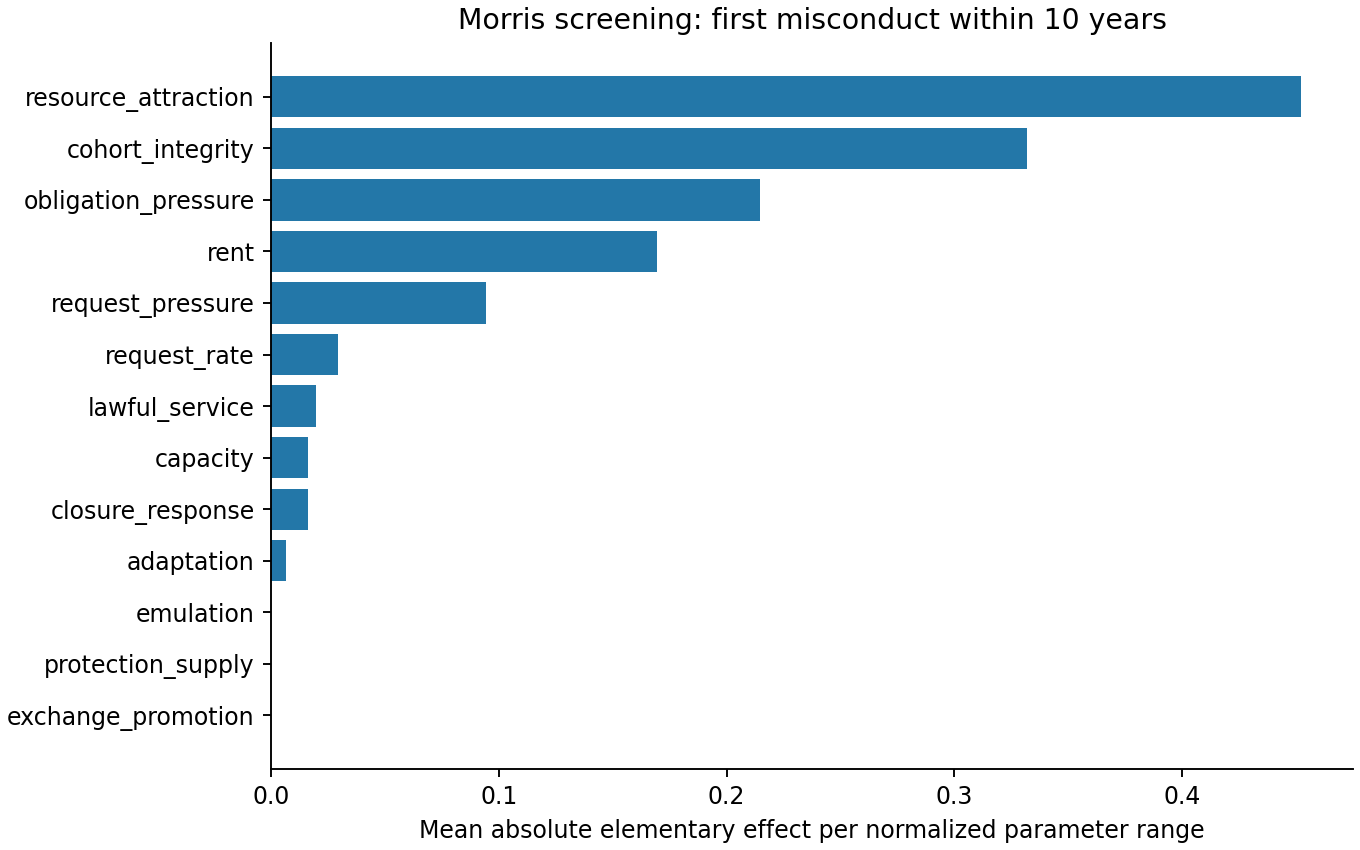 Morris screening: first misconduct within 10 years
resource_attraction
cohort_integrity
obligation_pressure
rent
request_pressure
request_rate
lawful_service
capacity
closure_response
adaptation
emulation
protection_supply
exchange_promotion
0.0 0.1 0.2 0.3 0.4
Mean absolute elementary effect per normalized parameter range